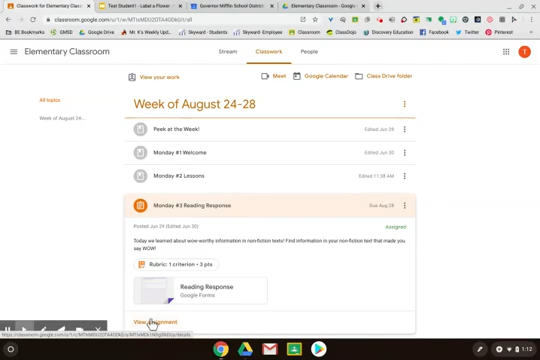 Classwork for Elementary Class
Test Student1 - Label a Flower
Governor Mifflin School District
Elementary Classroom - Google
classroom.google.com/u/1/w/MTIxMDU2OTA4ODkz/t/all
BE Bookmarks
GMSD
Google Drive
Mr. K's Weekly Upd...
Skyward - Students
Skyward-Employee
Classroom
ClassDojo
Discovery Education
Facebook
Twitter
Pinterest
Elementary Classroom
Stream
Classwork
People
T
View your work
Meet
Google Calendar
Class Drive folder
All topics
Week of August 24...
Week of August 24-28
Peek at the Week!
Edited Jun 29
Monday #1 Welcome
Edited Jun 30
Monday #2 Lessons
Edited 11:38 AM
Monday #3 Reading Response
Due Aug 28
Posted Jun 29 (Edited Jun 30)
Assigned
Today we learned about wow-worthy information in non-fiction texts! Find information in your non-fiction text that made you
say WOW!
Rubric: 1 criterion • 3 pts
Reading Response
Google Forms
View assignment
1:12